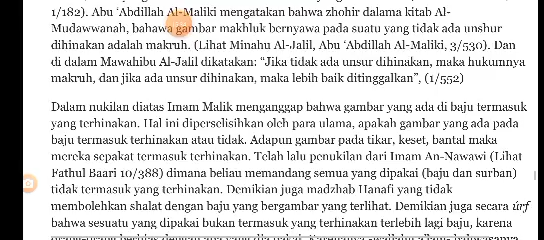 1/182). Abu 'Abdillah Al-Maliki mengatakan bahwa zhohir dalama kitab Al-
Mudawwanah, bahawa gambar makhluk bernyawa pada suatu yang tidak ada unshur
dihinakan adalah makruh. (Lihat Minahu Al-Jalil, Abu 'Abdillah Al-Maliki, 3/530). Dan
di dalam Mawahibu Al-Jalil dikatakan: "Jika tidak ada unsur dihinakan, maka hukumnya
makruh, dan jika ada unsur dihinakan, maka lebih baik ditinggalkan", (1/552)
Dalam nukilan diatas Imam Malik menganggap bahwa gambar yang ada di baju termasuk
yang terhinakan. Hal ini diperselisihkan oleh para ulama, apakah gambar yang ada pada
baju termasuk terhinakan atau tidak. Adapun gambar pada tikar, keset, bantal maka
mereka sepakat termasuk terhinakan. Telah lalu penukilan dari Imam An-Nawawi (Lihat
Fathul Baari 10/388) dimana beliau memandang semua yang dipakai (baju dan surban)
tidak termasuk yang terhinakan. Demikian juga madzhab Hanafi yang tidak
membolehkan shalat dengan baju yang bergambar yang terlihat. Demikian juga secara úrf
bahwa sesuatu yang dipakai bukan termasuk yang terhinakan, terlebih lagi baju, karena